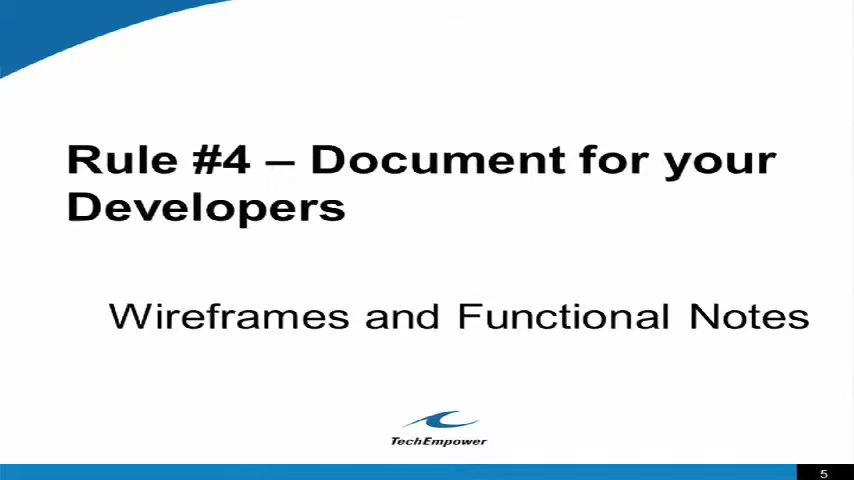 Rule #4 – Document for your
Developers
Wireframes and Functional Notes
TechEmpower
5